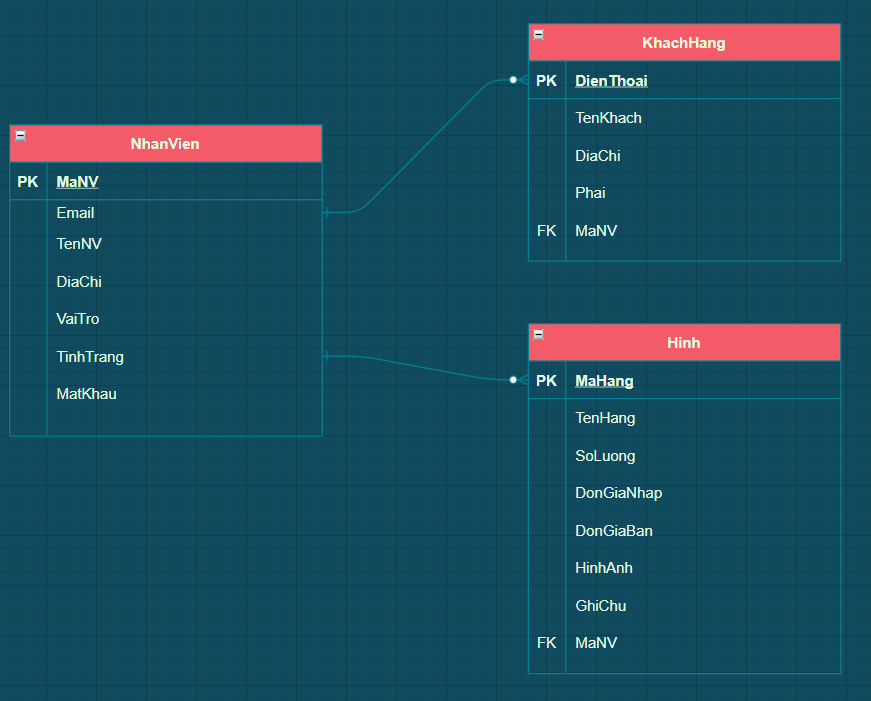 NhanVien
PK MaNV
Email
TenNV
DiaChi
VaiTro
TinhTrang
MatKhau
KhachHang
PK DienThoai
TenKhach
DiaChi
Phai
FK MaNV
Hinh
PK MaHang
TenHang
SoLuong
DonGiaNhap
DonGiaBan
HinhAnh
GhiChu
FK MaNV